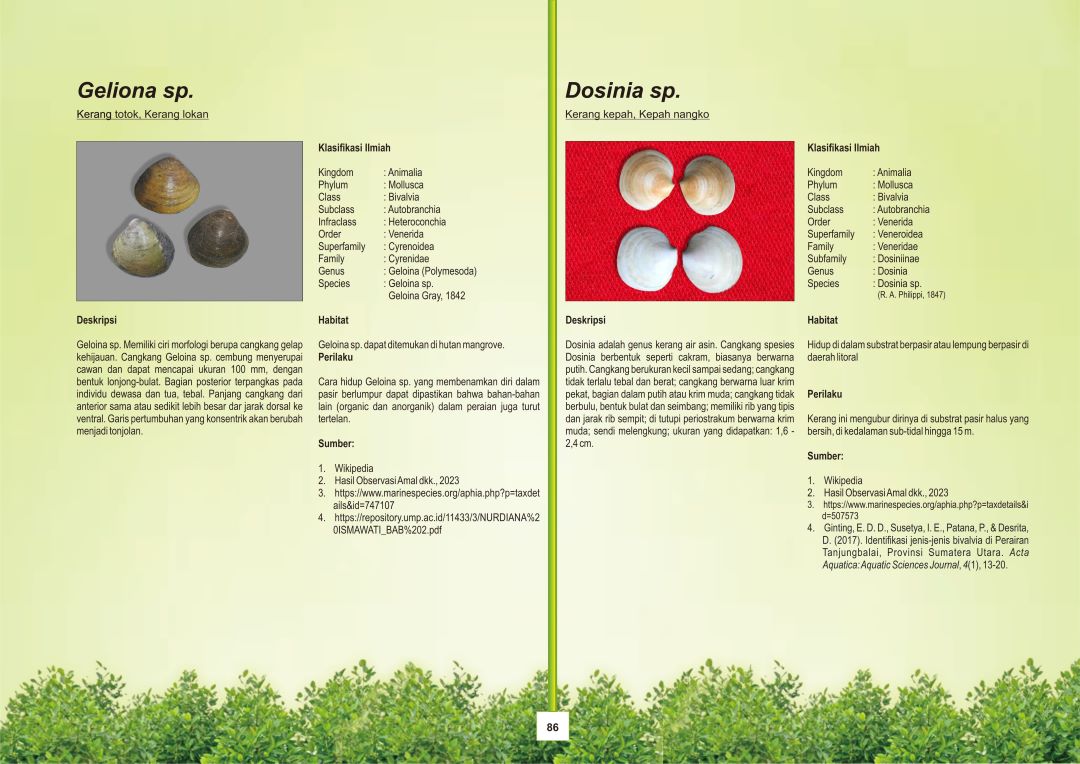 Geliona sp.
Kerang totok, Kerang lokan
Klasifikasi Ilmiah
Kingdom : Animalia
Phylum : Mollusca
Class : Bivalvia
Subclass : Autobranchia
Infraclass : Heteroconchia
Order : Venerida
Superfamily : Cyrenoidea
Family : Cyrenidae
Genus : Geloina (Polymesoda)
Species : Geloina sp.
Geloina Gray, 1842
Deskripsi
Geloina sp. Memiliki ciri morfologi berupa cangkang gelap
kehijauan. Cangkang Geloina sp. cembung menyerupai
cawan dan dapat mencapai ukuran 100 mm, dengan
bentuk lonjong-bulat. Bagian posterior terpangkas pada
individu dewasa dan tua, tebal. Panjang cangkang dari
anterior sama atau sedikit lebih besar dar jarak dorsal ke
ventral. Garis pertumbuhan yang konsentrik akan berubah
menjadi tonjolan.
Habitat
Geloina sp. dapat ditemukan di hutan mangrove.
Perilaku
Cara hidup Geloina sp. yang membenamkan diri dalam
pasir berlumpur dapat dipastikan bahwa bahan-bahan
lain (organic dan anorganik) dalam peraian juga turut
tertelan.
Sumber:
1. Wikipedia
2. Hasil Observasi Amal dkk., 2023
3. https://www.marinespecies.org/aphia.php?p=taxdet
ails&id=747107
4. https://repository.ump.ac.id/11433/3/NURDIANA%2
0ISMAWATI_BAB%202.pdf
Dosinia sp.
Kerang kepah, Kepah nangko
Klasifikasi Ilmiah
Kingdom : Animalia
Phylum : Mollusca
Class : Bivalvia
Subclass : Autobranchia
Order : Venerida
Superfamily : Veneroidea
Family : Veneridae
Subfamily : Dosiniinae
Genus : Dosinia
Species : Dosinia sp.
(R. A. Philippi, 1847)
Deskripsi
Dosinia adalah genus kerang air asin. Cangkang spesies
Dosinia berbentuk seperti cakram, biasanya berwarna
putih. Cangkang berukuran kecil sampai sedang; cangkang
tidak terlalu tebal dan berat; cangkang berwarna luar krim
pekat, bagian dalam putih atau krim muda; cangkang tidak
berbulu, bentuk bulat dan seimbang; memiliki rib yang tipis
dan jarak rib sempit; di tutupi periostrakum berwarna krim
muda; sendi melengkung; ukuran yang didapatkan: 1,6 -
2,4 cm.
Habitat
Hidup di dalam substrat berpasir atau lempung berpasir di
daerah litoral
Perilaku
Kerang ini mengubur dirinya di substrat pasir halus yang
bersih, di kedalaman sub-tidal hingga 15 m.
Sumber:
1. Wikipedia
2. Hasil Observasi Amal dkk., 2023
3. https://www.marinespecies.org/aphia.php?p=taxdetails&i
d=507573
4. Ginting, E. D. D., Susetya, I. E., Patana, P., & Desrita,
D. (2017). Identifikasi jenis-jenis bivalvia di Perairan
Tanjungbalai, Provinsi Sumatera Utara. Acta
Aquatica: Aquatic Sciences Journal, 4(1), 13-20.
86